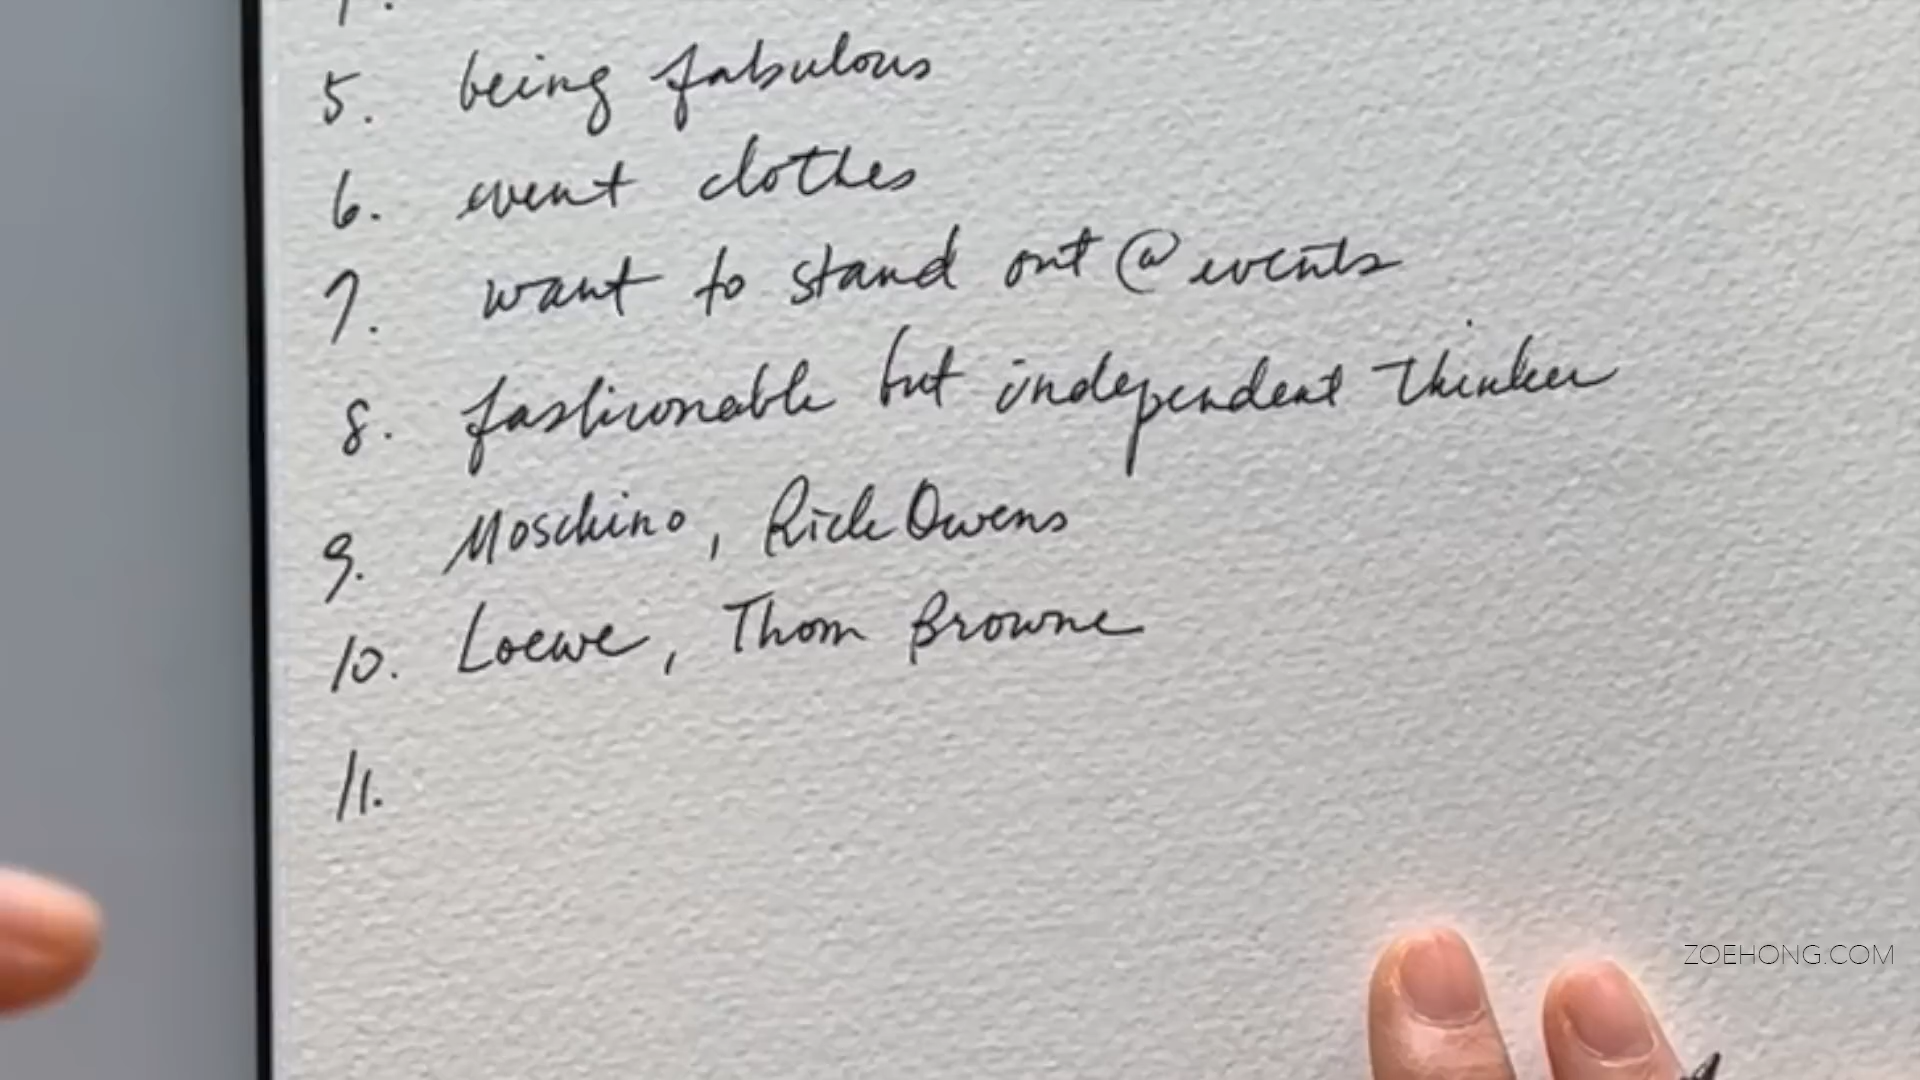 5. being fabulous
6. event clothes
7. want to stand out @ events
8. fashionable but independent thinker
9. Moschino, Rick Owens
10. Loewe, Thom Browne
11.
ZOEHONG.COM